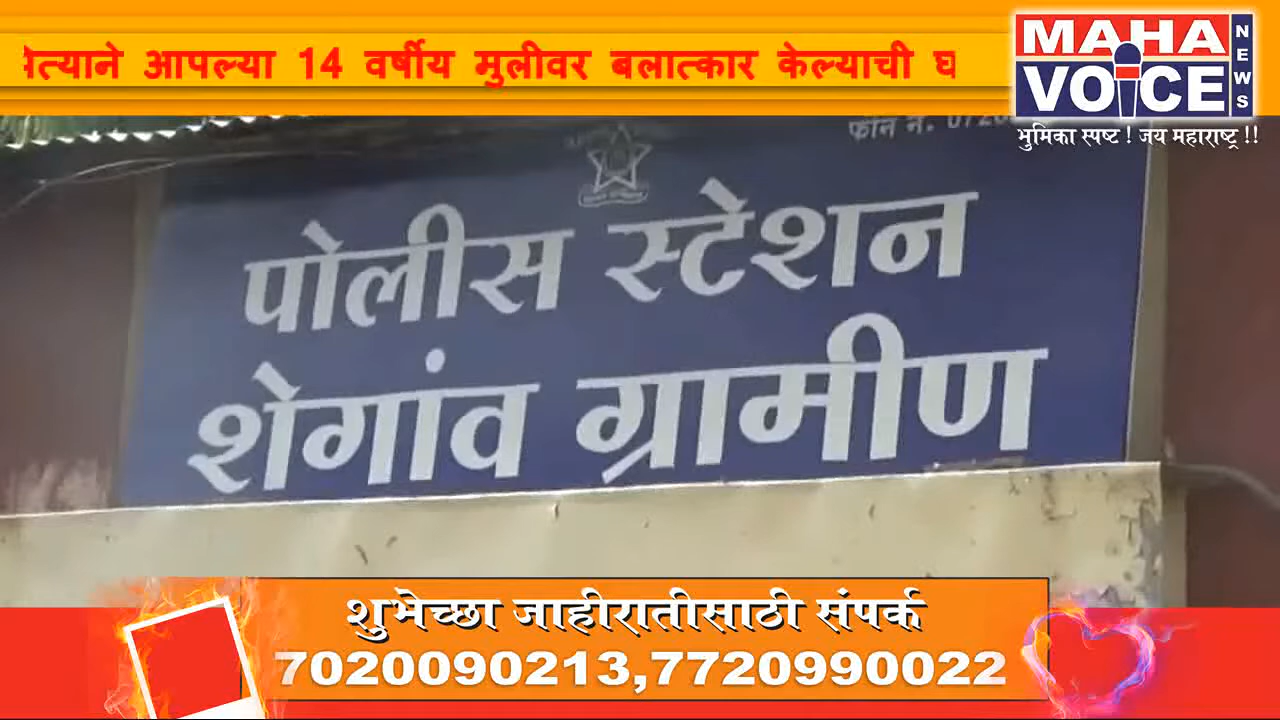 आपल्या 14 वर्षीय मुलीवर बलात्कार केल्याची
MAHA
VOICE
NEWS
भुमिका स्पष्ट ! जय महाराष्ट्र !!
फोन नं.
पोलीस स्टेशन
शेगांव ग्रामीण
शुभेच्छा जाहीरातीसाठी संपर्क
7020090213,7720990022